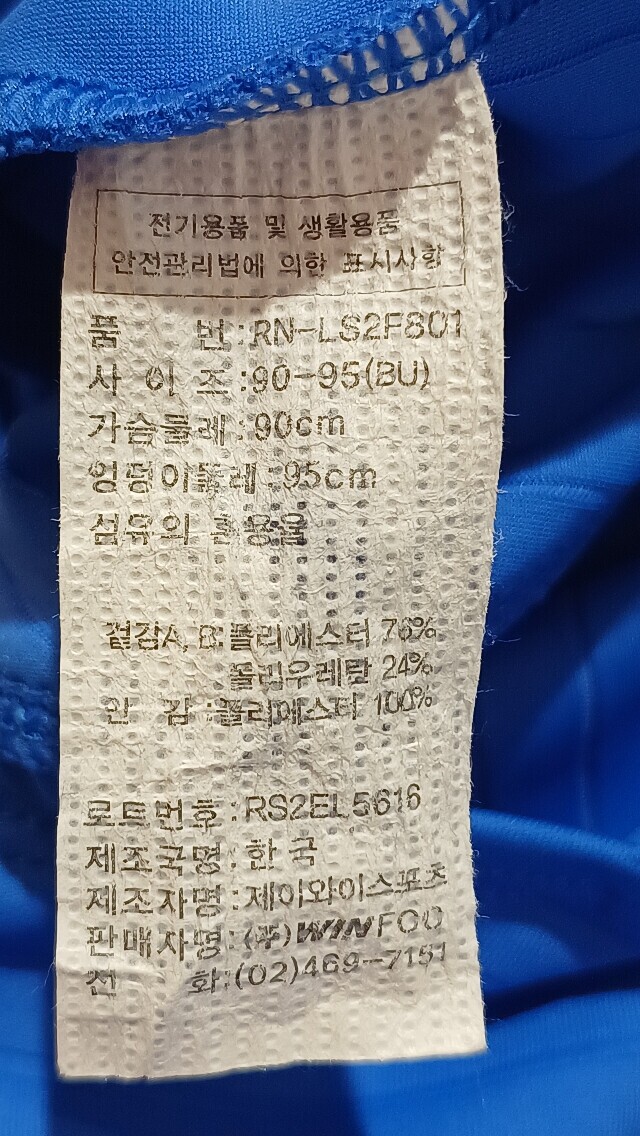 전기용품 및 생활용품
안전관리법에 의한 표시사항
품 번:RN-LS2F801
사 이 즈:90-95(BU)
가슴둘레:90cm
엉덩이둘레:95cm
섬유의 혼용율
겉감A, B:폴리에스터 76%
폴리우레탄 24%
안 감:폴리에스터 100%
로트번호:RS2EL5616
제조국명:한국
제조자명:제이와이스포츠
판매자명:(주)WINFOO
전 화:(02)469-7151